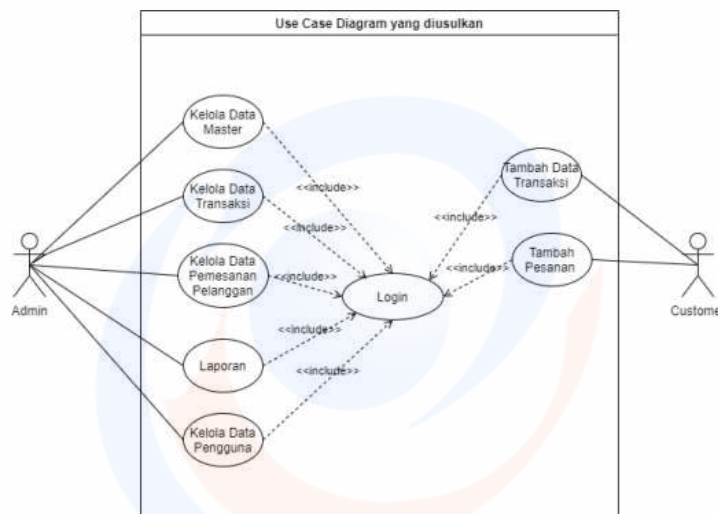 Use Case Diagram yang diusulkan
Kelola Data
Master
Tambah Data
Transaksi
<<include>>
Kelola Data
Transaksi
<<include>>
<<include>>
Kelola Data
Pemesanan
Pelanggan
Tambah
Pesanan
<<include>>
<<include>>
Login
Admin
Custome
<<include>>
Laporan
<<include>>
Kelola Data
Pengguna